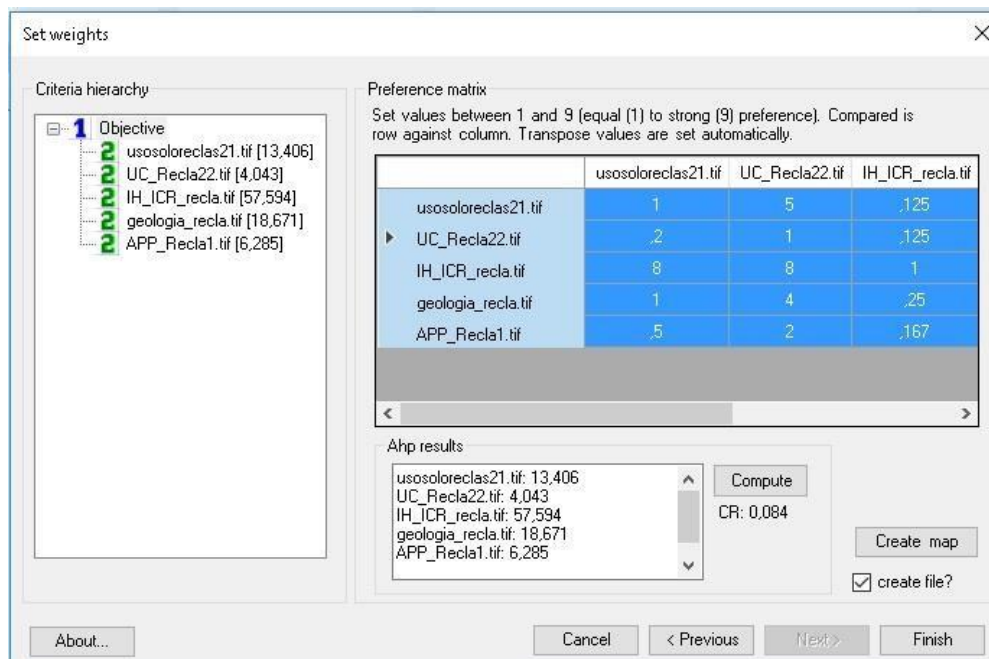 Set weights
Criteria hierarchy
1 Objective
2 usosoloreclas21.tif [13,406]
2 UC_Recla22.tif [4,043]
2 IH_ICR_recla.tif [57,594]
2 geologia_recla.tif [18,671]
2 APP_Recla1.tif [6,285]
Preference matrix
Set values between 1 and 9 (equal (1) to strong (9) preference). Compared is
row against column. Transpose values are set automatically.
usosoloreclas21.tif UC_Recla22.tif IH_ICR_recla.tif
usosoloreclas21.tif 1 5 ,125
UC_Recla22.tif ,2 1 ,125
IH_ICR_recla.tif 8 8 1
geologia_recla.tif 1 4 ,25
APP_Recla1.tif ,5 2 ,167
Ahp results
usosoloreclas21.tif: 13,406
UC_Recla22.tif: 4,043
IH_ICR_recla.tif: 57,594
geologia_recla.tif: 18,671
APP_Recla1.tif: 6,285
Compute
CR: 0,084
Create map
create file?
About...
Cancel
< Previous
Next >
Finish